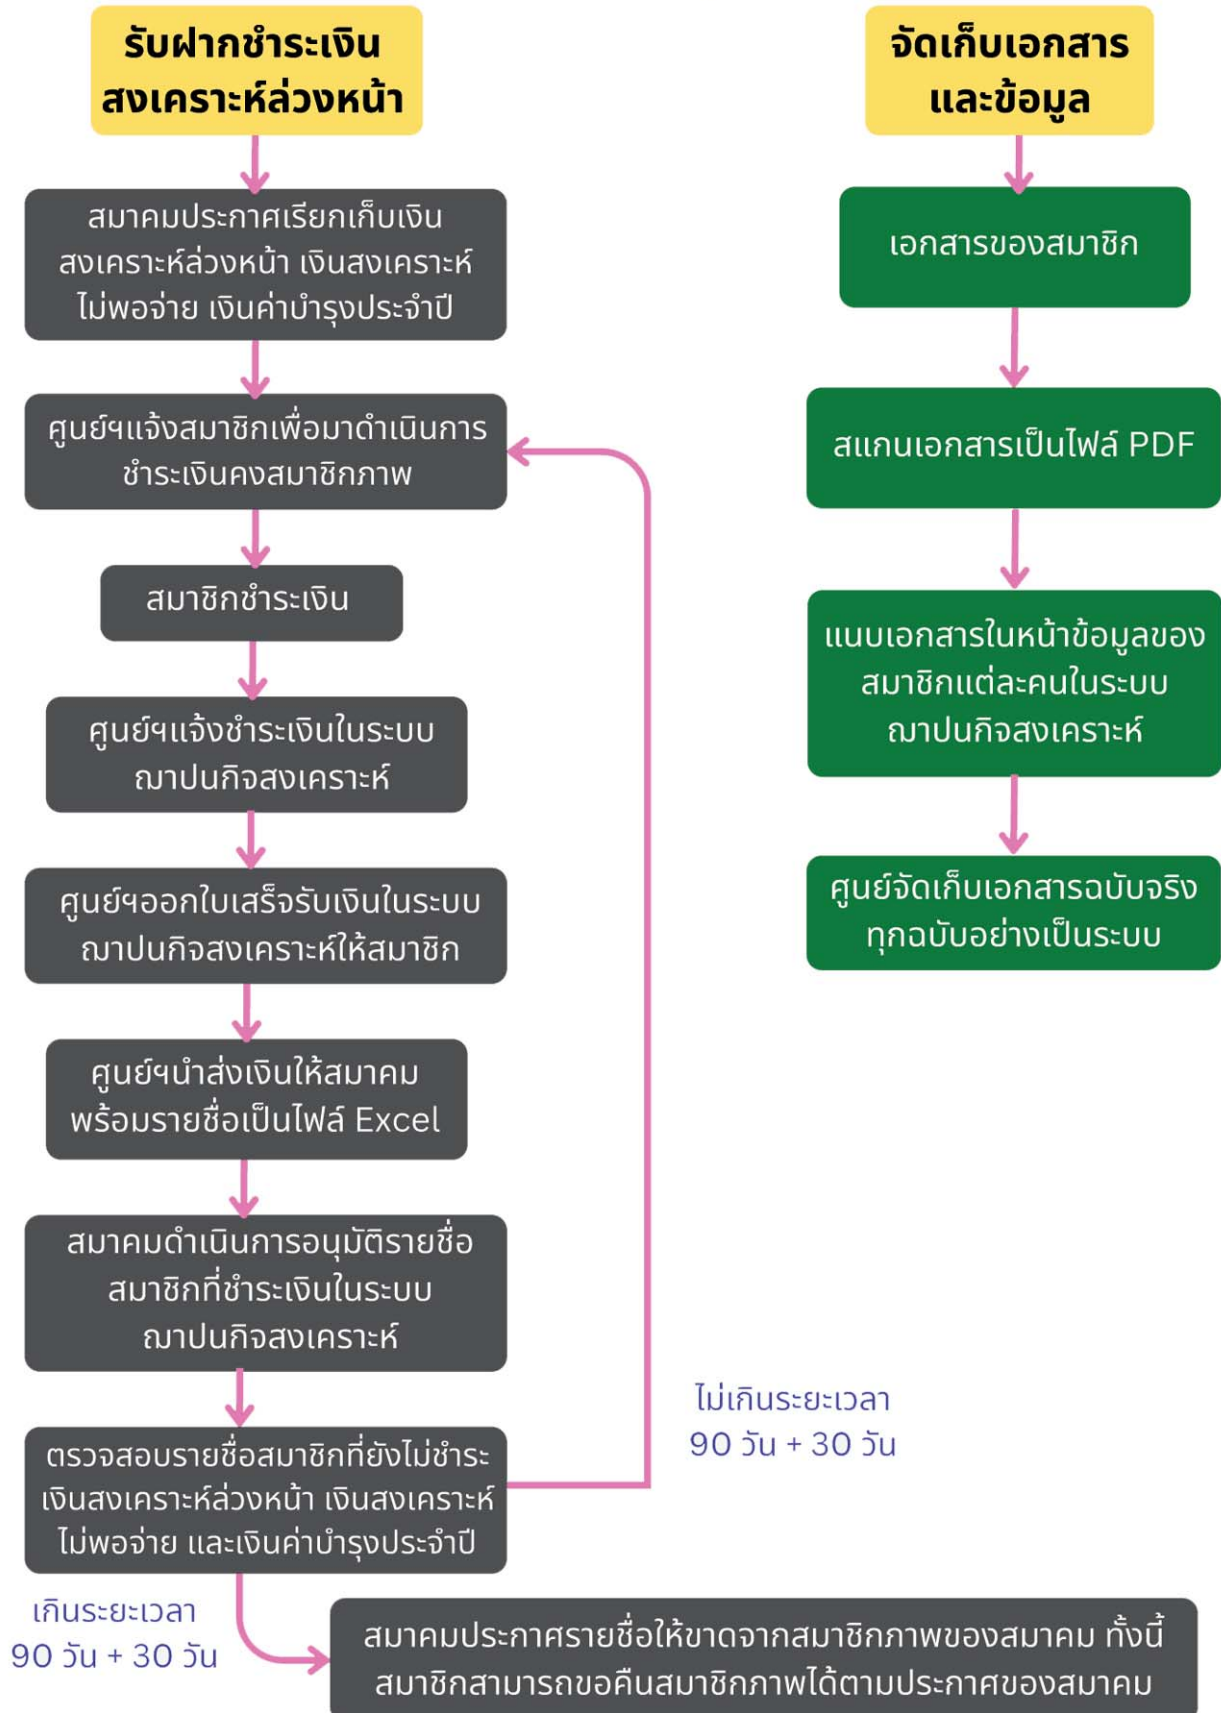 รับฝากชำระเงิน
สงเคราะห์ล่วงหน้า
สมาคมประกาศเรียกเก็บเงิน
สงเคราะห์ล่วงหน้า เงินสงเคราะห์
ไม่พอจ่าย เงินค่าบำรุงประจำปี
ศูนย์ฯแจ้งสมาชิกเพื่อมาดำเนินการ
ชำระเงินคงสมาชิกภาพ
สมาชิกชำระเงิน
ศูนย์ฯแจ้งชำระเงินในระบบ
ฌาปนกิจสงเคราะห์
ศูนย์ฯออกใบเสร็จรับเงินในระบบ
ฌาปนกิจสงเคราะห์ให้สมาชิก
ศูนย์ฯนำส่งเงินให้สมาคม
พร้อมรายชื่อเป็นไฟล์ Excel
สมาคมดำเนินการอนุมัติรายชื่อ
สมาชิกที่ชำระเงินในระบบ
ฌาปนกิจสงเคราะห์
ตรวจสอบรายชื่อสมาชิกที่ยังไม่ชำระ
เงินสงเคราะห์ล่วงหน้า เงินสงเคราะห์
ไม่พอจ่าย และเงินค่าบำรุงประจำปี
ไม่เกินระยะเวลา
90 วัน + 30 วัน
เกินระยะเวลา
90 วัน + 30 วัน
สมาคมประกาศรายชื่อให้ขาดจากสมาชิกภาพของสมาคม ทั้งนี้
สมาชิกสามารถขอคืนสมาชิกภาพได้ตามประกาศของสมาคม
จัดเก็บเอกสาร
และข้อมูล
เอกสารของสมาชิก
สแกนเอกสารเป็นไฟล์ PDF
แนบเอกสารในหน้าข้อมูลของ
สมาชิกแต่ละคนในระบบ
ฌาปนกิจสงเคราะห์
ศูนย์จัดเก็บเอกสารฉบับจริง
ทุกฉบับอย่างเป็นระบบ